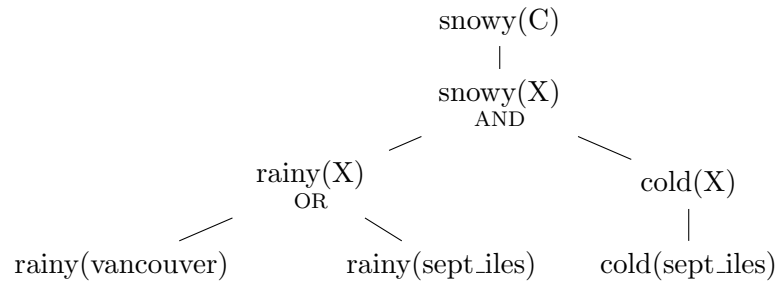 snowy(C)
snowy(X)
AND
rainy(X)
OR
cold(X)
rainy(vancouver)
rainy(sept_iles)
cold(sept_iles)